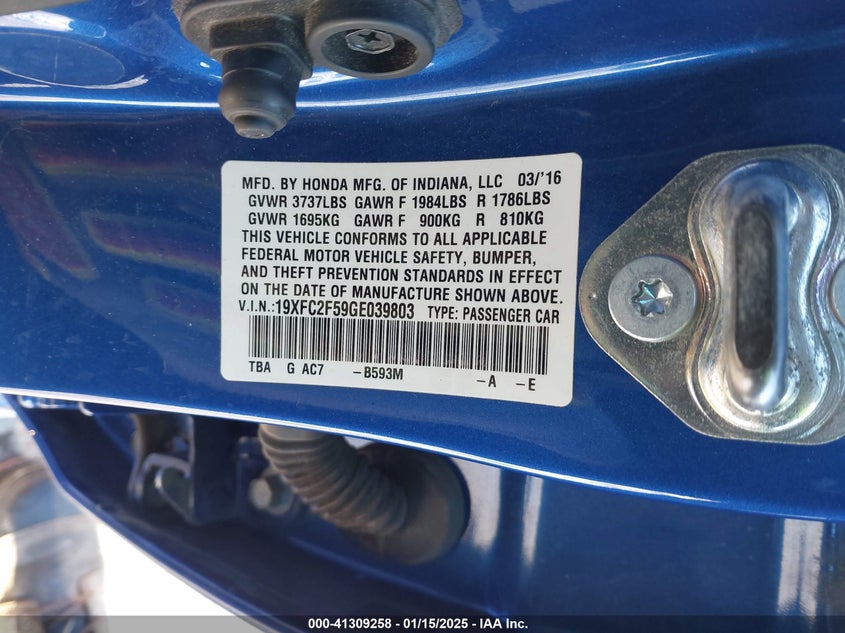 MFD. BY HONDA MFG. OF INDIANA, LLC 03/'16
GVWR 3737LBS GAWR F 1984LBS R 1786LBS
GVWR 1695KG GAWR F 900KG R 810KG
THIS VEHICLE CONFORMS TO ALL APPLICABLE
FEDERAL MOTOR VEHICLE SAFETY, BUMPER,
AND THEFT PREVENTION STANDARDS IN EFFECT
ON THE DATE OF MANUFACTURE SHOWN ABOVE.
V.I.N.:19XFC2F59GE039803 TYPE: PASSENGER CAR
TBA G AC7 -B593M -A -E
000-41309258 - 01/15/2025 - IAA Inc.